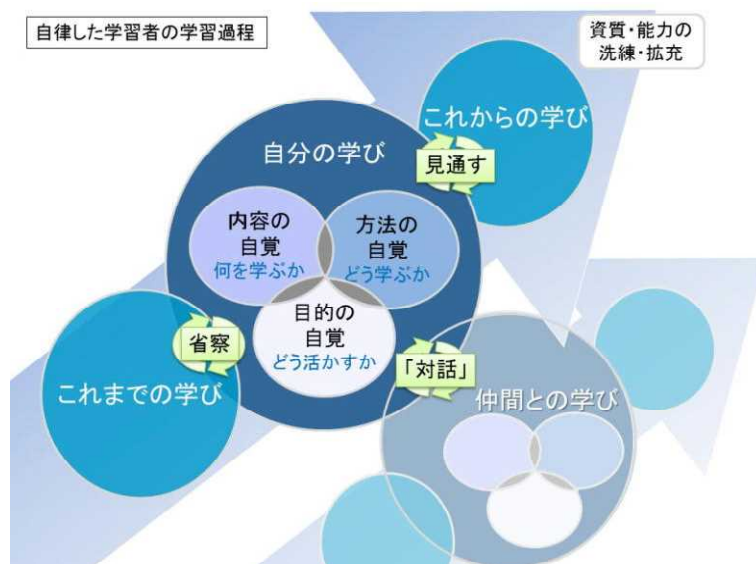 自律した学習者の学習過程
資質・能力の
洗練・拡充
これからの学び
自分の学び
見通す
内容の
自覚
何を学ぶか
方法の
自覚
どう学ぶか
目的の
自覚
どう活かすか
省察
「対話」
これまでの学び
仲間との学び